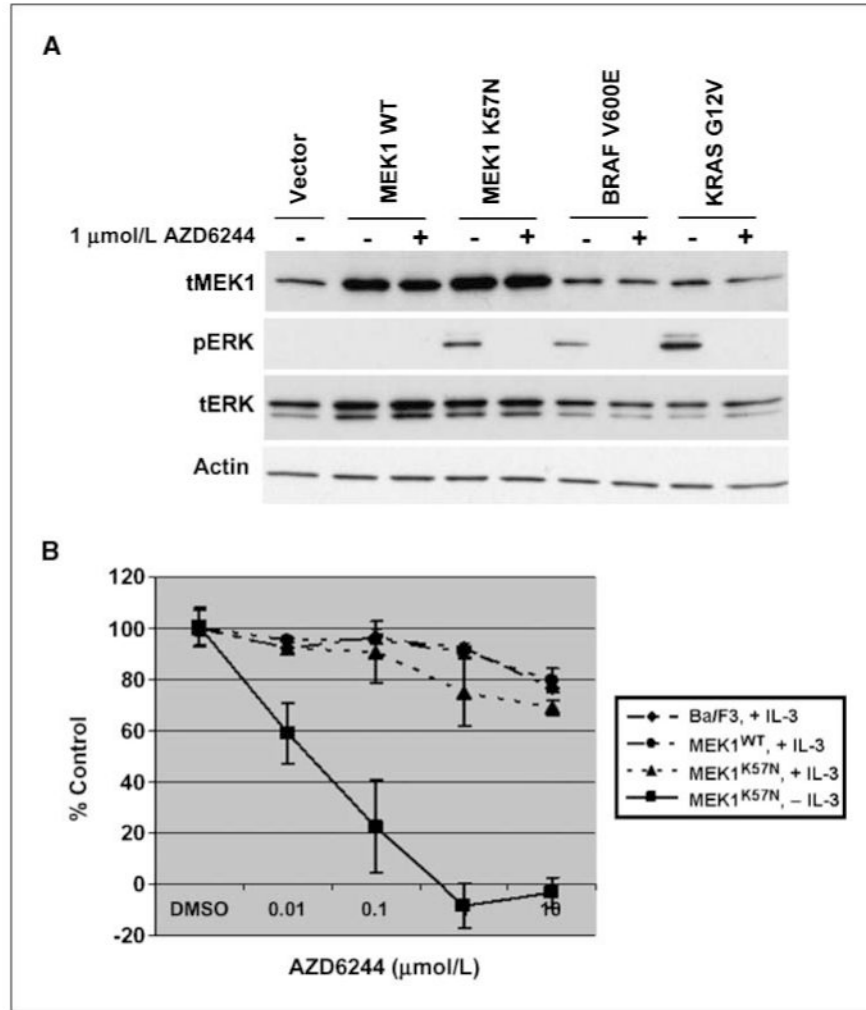 A
Vector
MEK1 WT
MEK1 K57N
BRAF V600E
KRAS G12V
1 μmol/L AZD6244 - - + - + - + - +
tMEK1
pERK
tERK
Actin
B
120
100
80
60
40
20
0
-20
% Control
DMSO 0.01 0.1 10
AZD6244 (μmol/L)
Ba/F3, + IL-3
MEK1WT, + IL-3
MEK1K57N, + IL-3
MEK1K57N, – IL-3